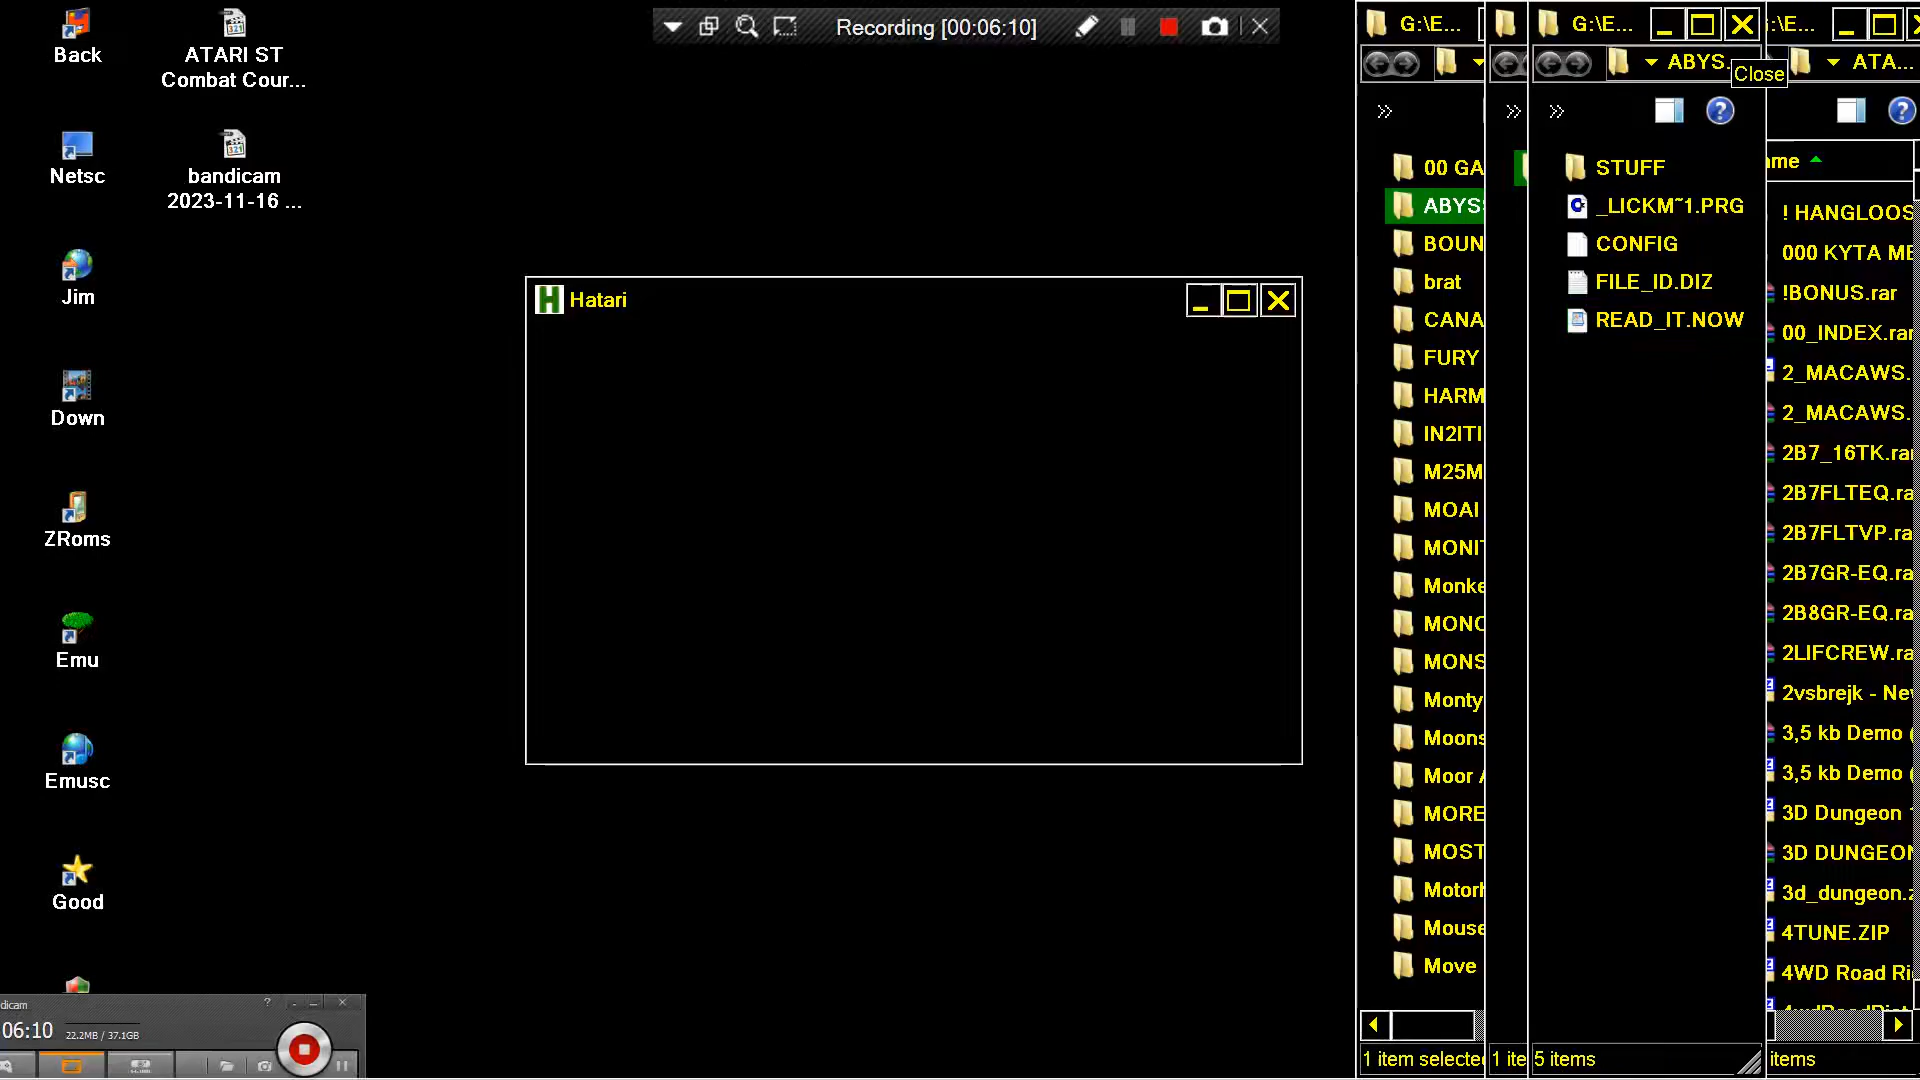 Back
ATARI ST
Combat Cour...
Netsc
bandicam
2023-11-16 ...
Jim
Down
ZRoms
Emu
Emusc
Good
dicam
?
06:10
22.2MB / 37.1GB
Recording [00:06:10]
Hatari
G:\E...
00 GA
ABYS
BOUN
brat
CANA
FURY
HARM
IN2ITI
M25M
MOAI
MONI
Monke
MONO
MONS
Monty
Moons
Moor
MORE
MOST
Motor
Mouse
Move
1 item selected
1 ite
G:\E...
ABYS.
Close
STUFF
_LICKM~1.PRG
CONFIG
FILE_ID.DIZ
READ_IT.NOW
5 items
:\E...
ATA...
ame
! HANGLOOS
000 KYTA ME
!BONUS.rar
00_INDEX.rar
2_MACAWS.
2_MACAWS.
2B7_16TK.rar
2B7FLTEQ.ra
2B7FLTVP.ra
2B7GR-EQ.ra
2B8GR-EQ.ra
2LIFCREW.ra
2vsbrejk - Ne
3,5 kb Demo
3,5 kb Demo
3D Dungeon
3D DUNGEON
3d_dungeon.z
4TUNE.ZIP
4WD Road Ri
items